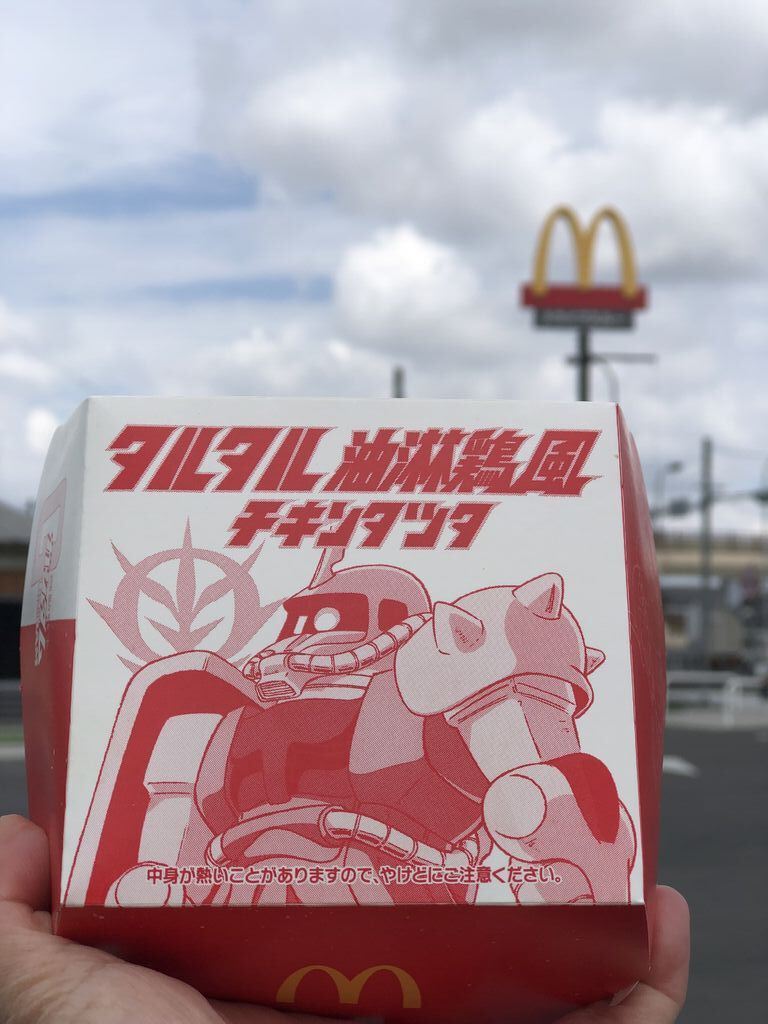 タルタル 油淋鶏風
チキンタツタ
中身が熱いことがありますので、やけどにご注意ください。